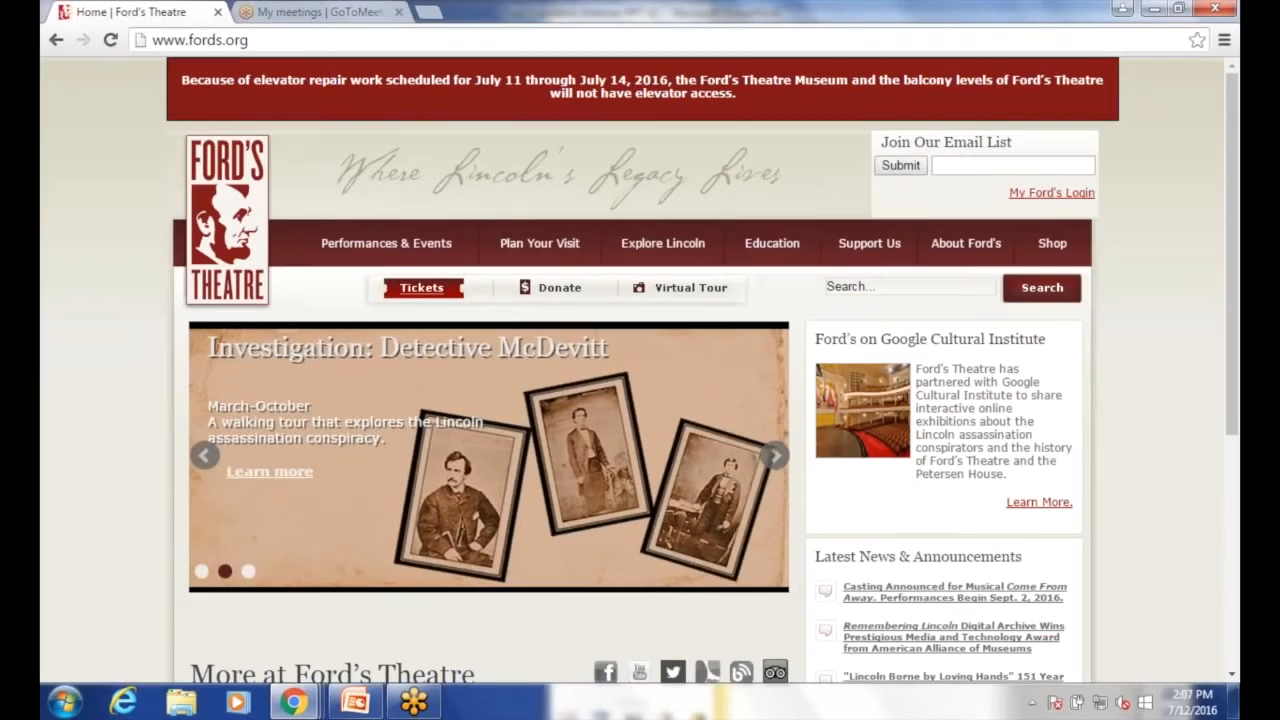 Home | Ford's Theatre
My meetings | GoToMeet
www.fords.org
Because of elevator repair work scheduled for July 11 through July 14, 2016, the Ford's Theatre Museum and the balcony levels of Ford's Theatre
will not have elevator access.
FORD'S
THEATRE
Where Lincoln's Legacy Lives
Join Our Email List
Submit
My Ford's Login
Performances & Events
Plan Your Visit
Explore Lincoln
Education
Support Us
About Ford's
Shop
Tickets
Donate
Virtual Tour
Search...
Search
Investigation: Detective McDevitt
March-October
A walking tour that explores the Lincoln
assassination conspiracy.
Learn more
Ford's on Google Cultural Institute
Ford's Theatre has
partnered with Google
Cultural Institute to share
interactive online
exhibitions about the
Lincoln assassination
conspirators and the history
of Ford's Theatre and the
Petersen House.
Learn More.
Latest News & Announcements
Casting Announced for Musical Come From
Away. Performances Begin Sept. 2, 2016.
Remembering Lincoln Digital Archive Wins
Prestigious Media and Technology Award
from American Alliance of Museums
"Lincoln Borne by Loving Hands" 151 Year
More at Ford's Theatre
2:07 PM
7/12/2016